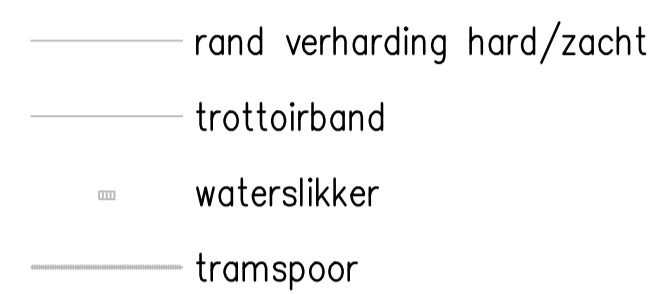 rand verharding hard/zacht
trottoirband
waterslikker
tramspoor